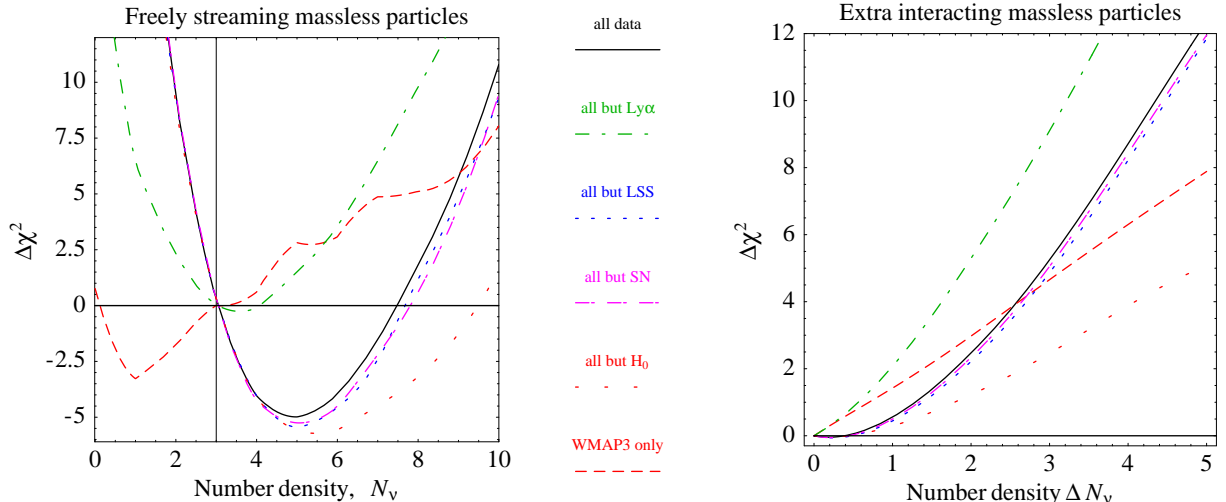 Freely streaming massless particles
10
7.5
5
2.5
0
-2.5
-5
Δχ²
0 2 4 6 8 10
Number density, Nν
all data
all but Lyα
all but LSS
all but SN
all but H₀
WMAP3 only
Extra interacting massless particles
12
10
8
6
4
2
0
Δχ²
0 1 2 3 4 5
Number density Δ Nν